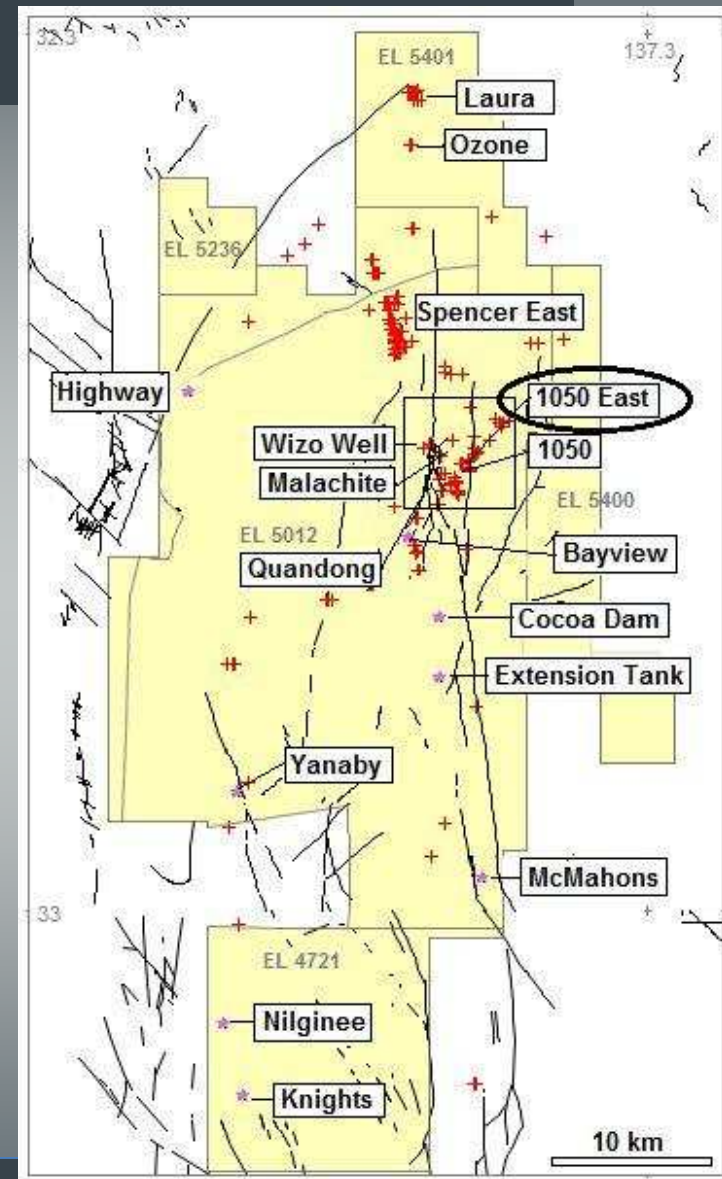 32.3
137.3
EL 5401
Laura
Ozone
EL 5236
Spencer East
Highway
1050 East
Wizo Well
1050
Malachite
EL 5400
EL 5012
Bayview
Quandong
Cocoa Dam
Extension Tank
Yanaby
McMahons
33
EL 4721
Nilginee
Knights
10 km